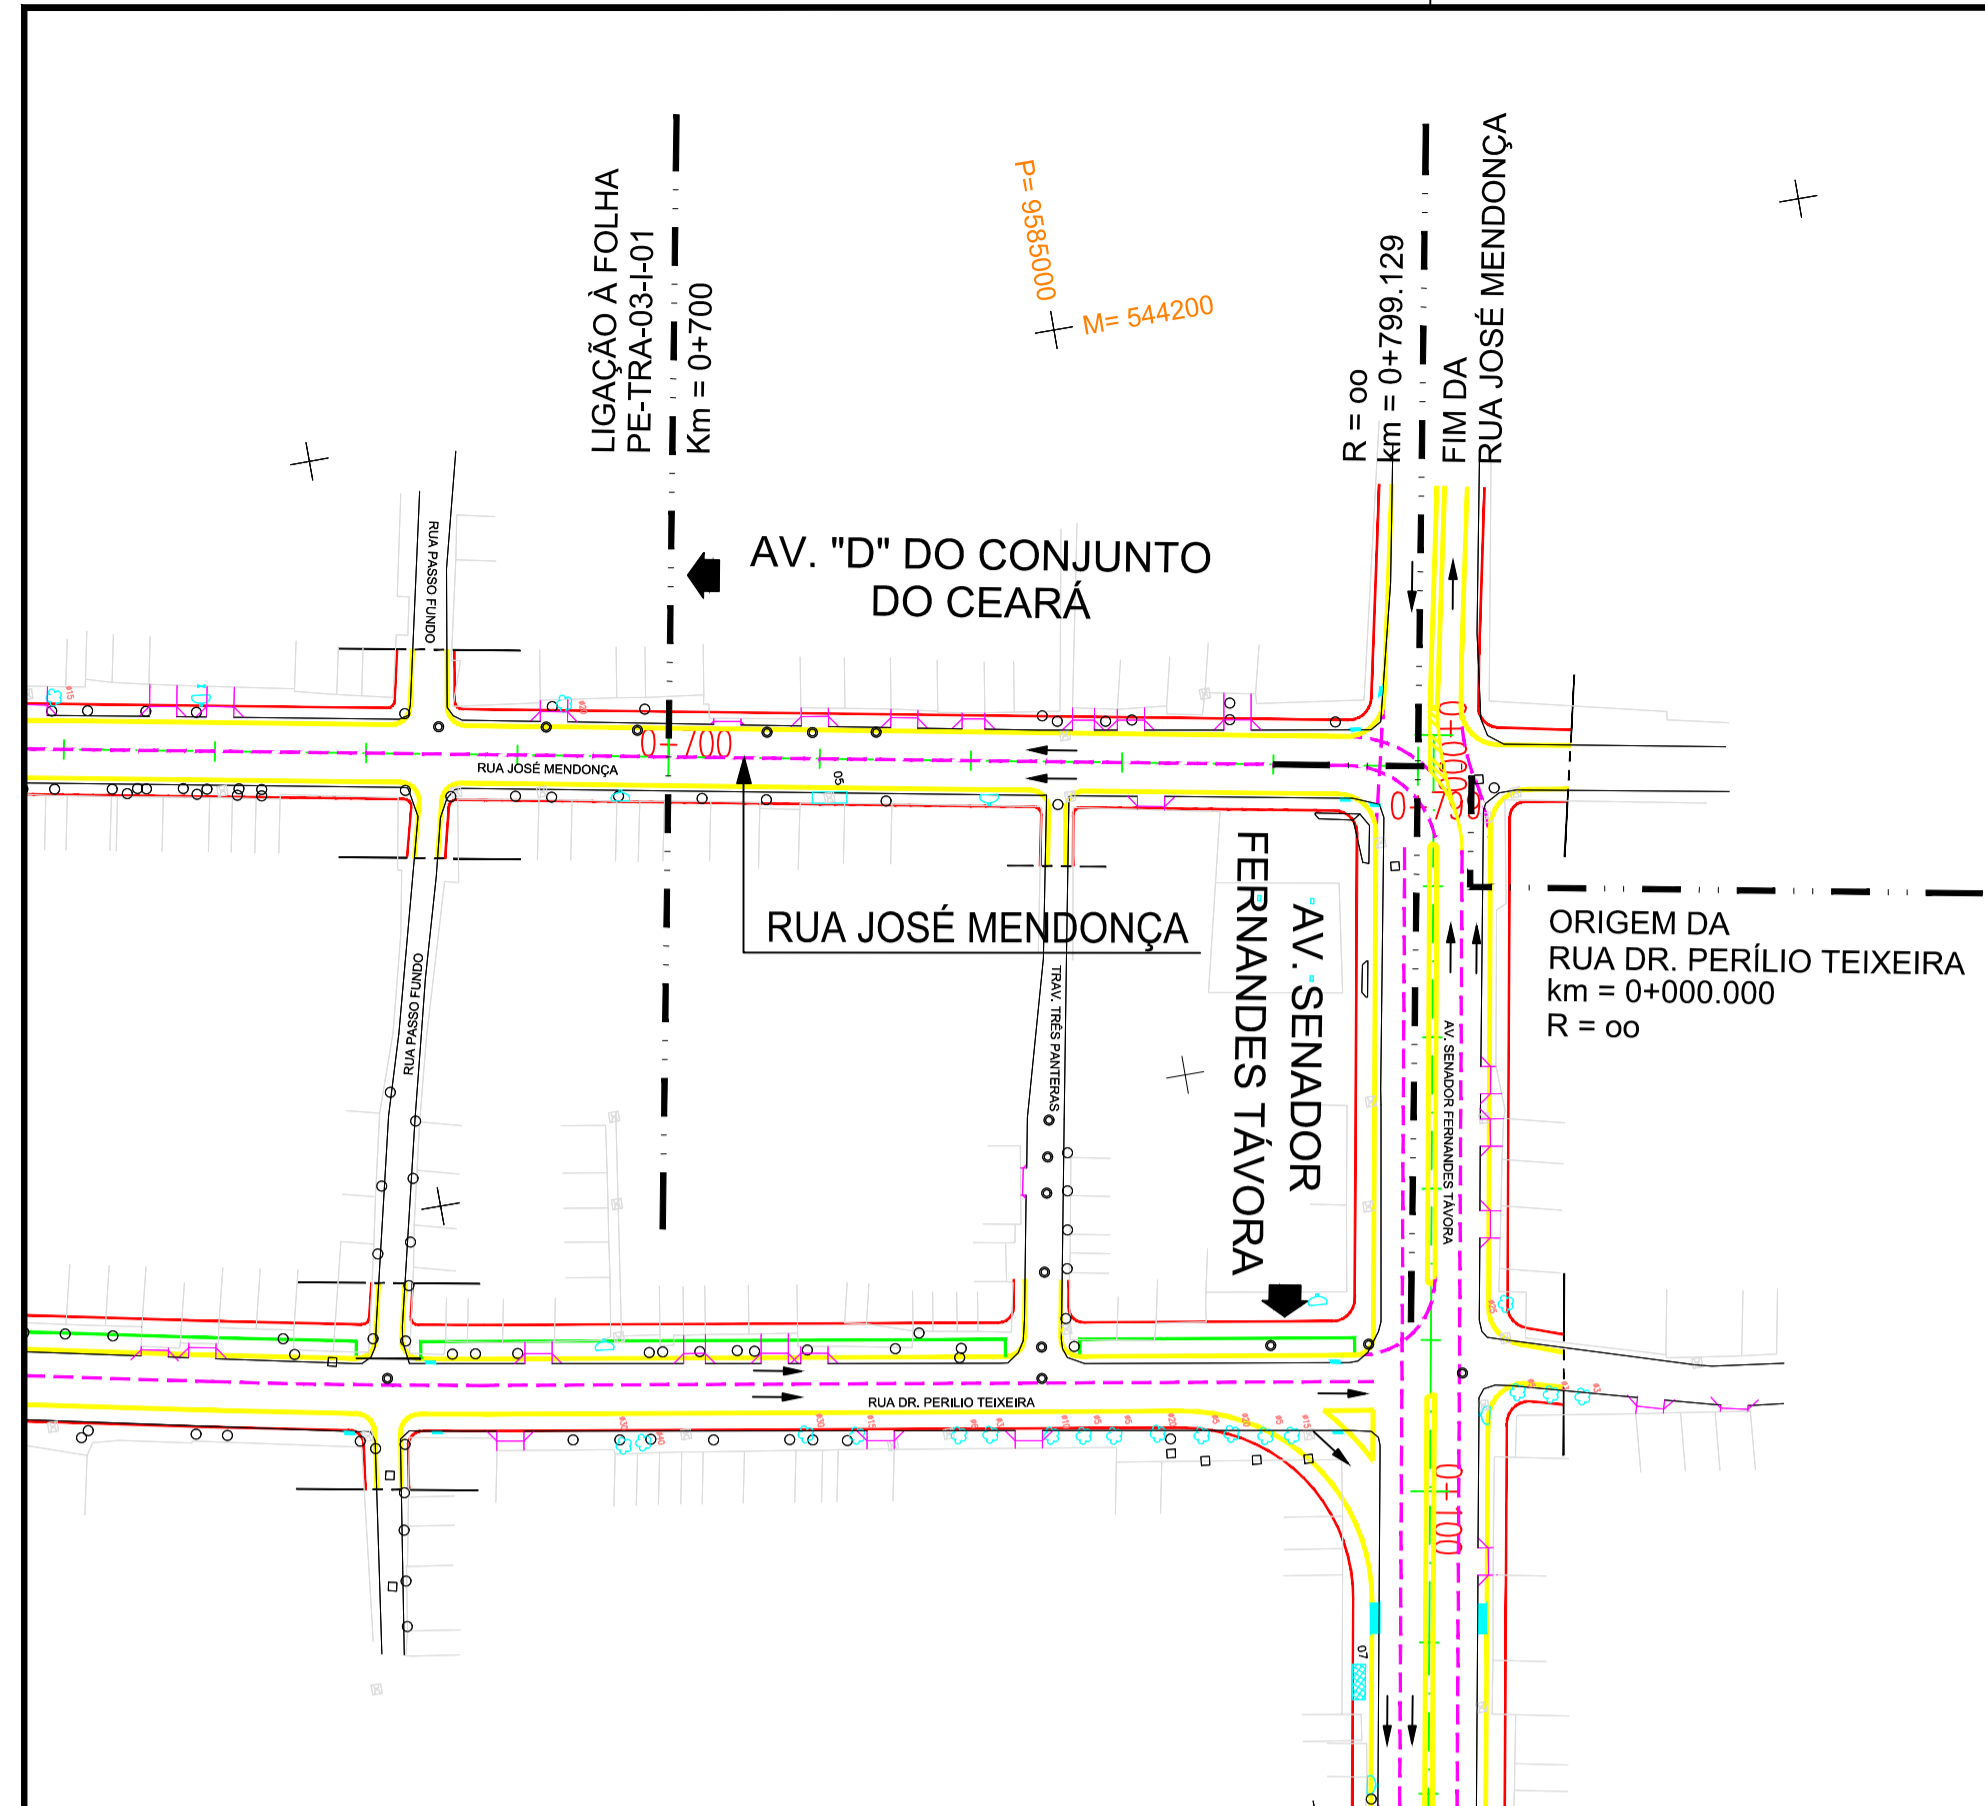 LIGAÇÃO À FOLHA
PE-TRA-03-I-01
Km = 0+700
P= 9585000
M= 544200
R = oo
km = 0+799.129
FIM DA
RUA JOSÉ MENDONÇA
AV. "D" DO CONJUNTO
DO CEARÁ
RUA PASSO FUNDO
0+700
RUA JOSÉ MENDONÇA
05
RUA JOSÉ MENDONÇA
AV. SENADOR
FERNANDES TÁVORA
ORIGEM DA
RUA DR. PERÍLIO TEIXEIRA
km = 0+000.000
R = oo
RUA PASSO FUNDO
TRAV. TRÊS PANTERAS
AV. SENADOR FERNANDES TÁVORA
RUA DR. PERILIO TEIXEIRA
0+100
07